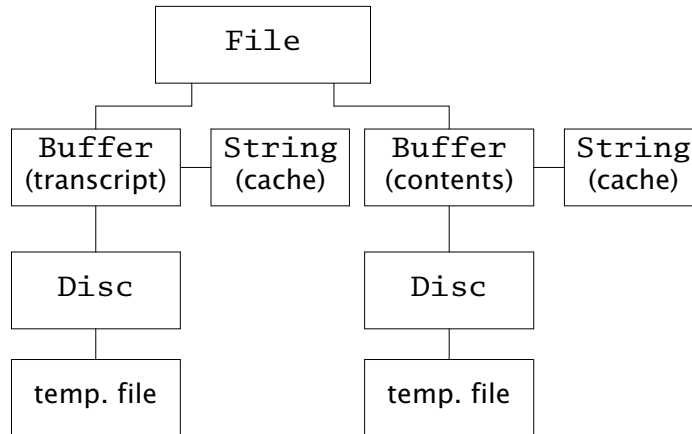 File
Buffer
(transcript)
String
(cache)
Buffer
(contents)
String
(cache)
Disc
Disc
temp. file
temp. file